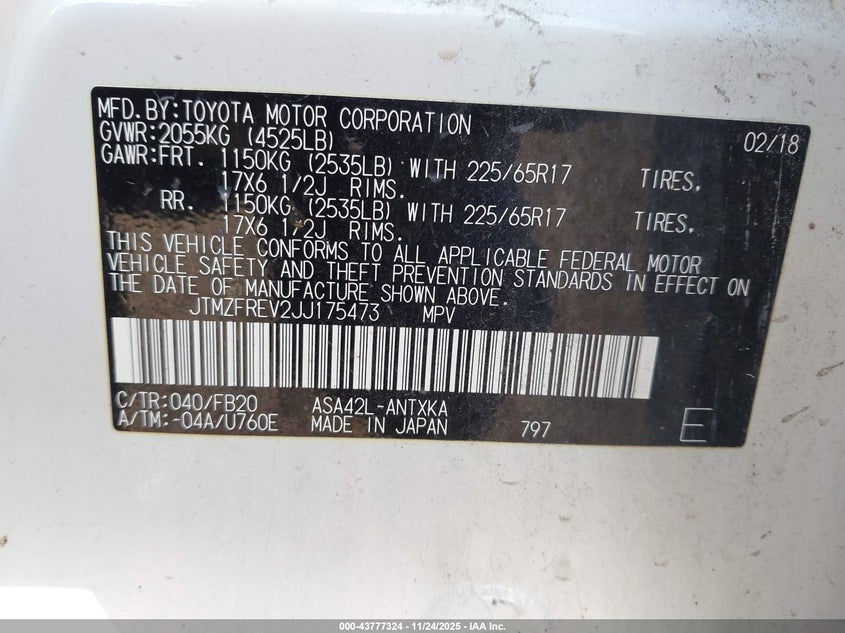 MFD.BY:TOYOTA MOTOR CORPORATION 02/18
GVWR:2055KG (4525LB)
GAWR:FRT. 1150KG (2535LB) WITH 225/65R17 TIRES,
17X6 1/2J RIMS.
RR. 1150KG (2535LB) WITH 225/65R17 TIRES,
17X6 1/2J RIMS.
THIS VEHICLE CONFORMS TO ALL APPLICABLE FEDERAL MOTOR
VEHICLE SAFETY AND THEFT PREVENTION STANDARDS IN EFFECT ON
THE DATE OF MANUFACTURE SHOWN ABOVE.
JTMZFREV2JJ175473 MPV
C/TR:040/FB20 ASA42L-ANTXKA
A/TM:-04A/U760E MADE IN JAPAN 797 E
000-43777324 - 11/24/2025 - IAA Inc.